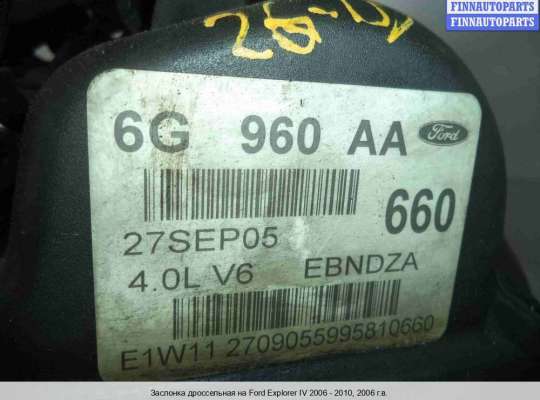 FINNAUTOPARTS
FINNAUTOPARTS
6G 960 AA Ford
660
27SEP05
4.0L V6 EBNDZA
E1W11 2709055995810660
Заслонка дроссельная на Ford Explorer IV 2006 - 2010, 2006 г.в.